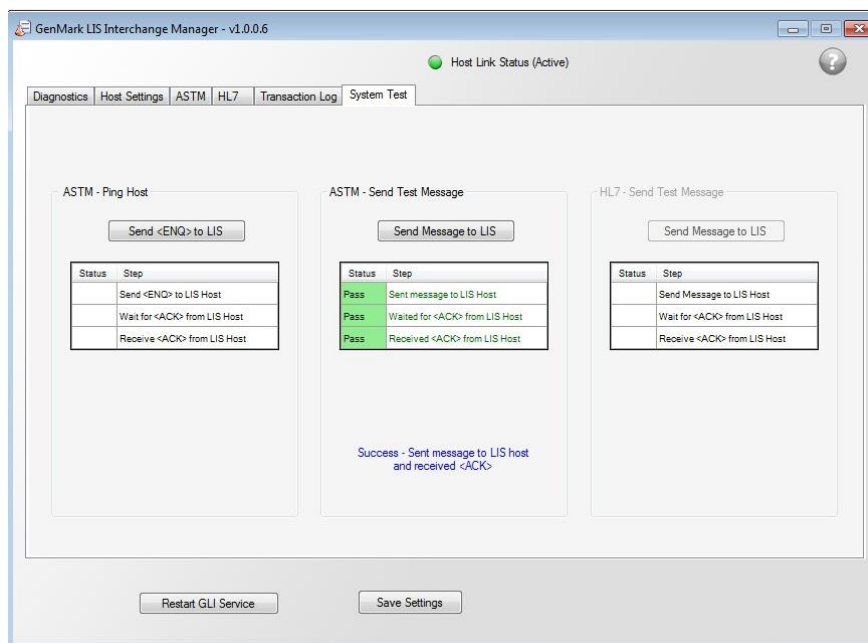 GenMark LIS Interchange Manager - v1.0.0.6
Host Link Status (Active)
?
Diagnostics Host Settings ASTM HL7 Transaction Log System Test
ASTM - Ping Host
Send <ENQ> to LIS
Status Step
Send <ENQ> to LIS Host
Wait for <ACK> from LIS Host
Receive <ACK> from LIS Host
ASTM - Send Test Message
Send Message to LIS
Status Step
Pass Sent message to LIS Host
Pass Waited for <ACK> from LIS Host
Pass Received <ACK> from LIS Host
Success - Sent message to LIS host
and received <ACK>
HL7 - Send Test Message
Send Message to LIS
Status Step
Send Message to LIS Host
Wait for <ACK> from LIS Host
Receive <ACK> from LIS Host
Restart GLI Service
Save Settings